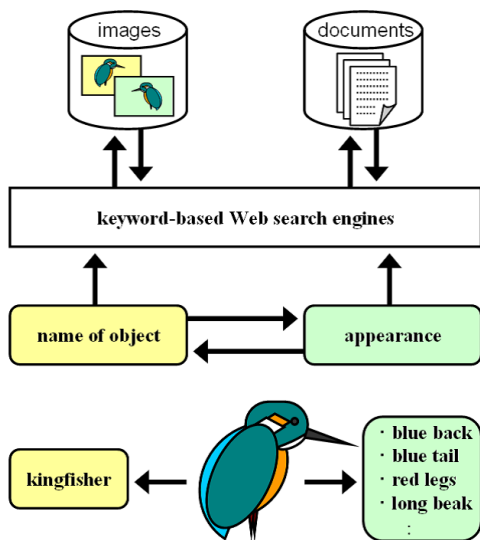 images
documents
keyword-based Web search engines
name of object
appearance
kingfisher
・blue back
・blue tail
・red legs
・long beak
: